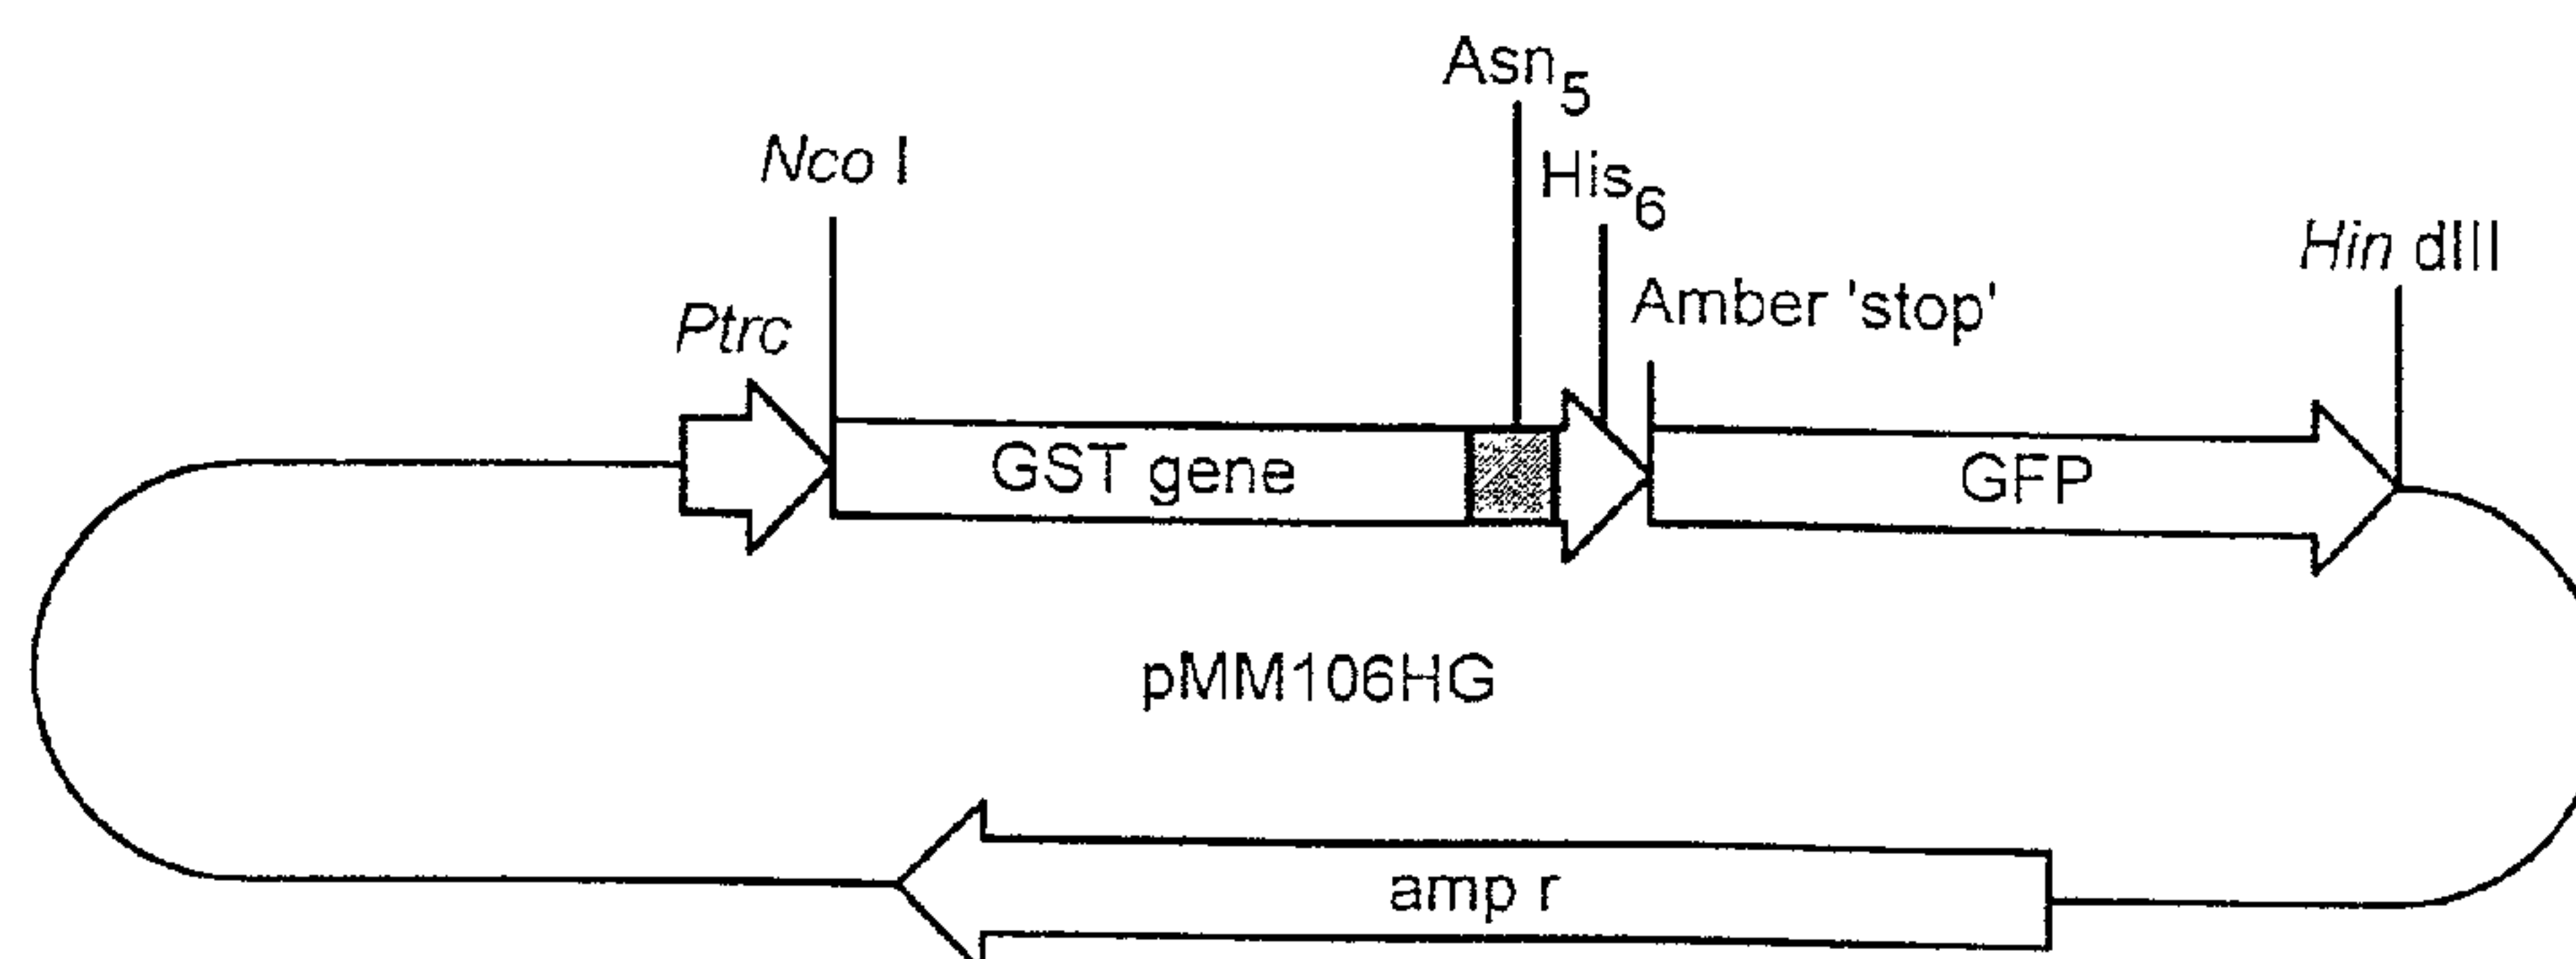 Asn5
Nco I
His6
Hin dIII
Amber 'stop'
Ptrc
GST gene
GFP
pMM106HG
amp r